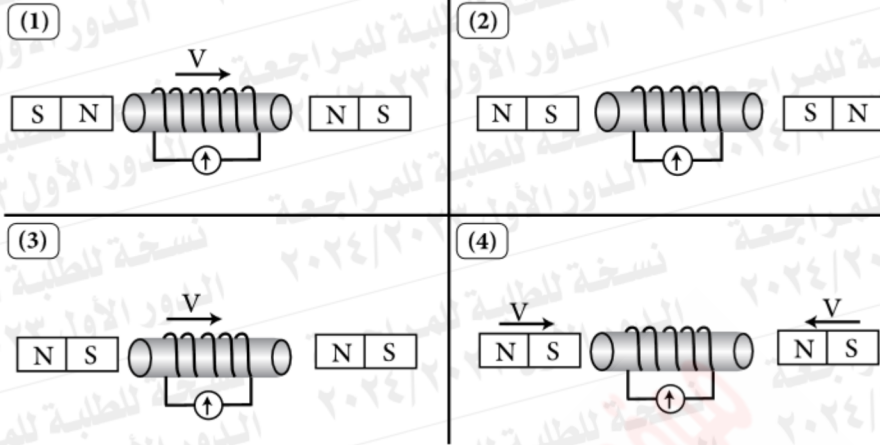 (1)
V
S N
N S
(2)
N S
S N
(3)
V
N S
N S
(4)
V
V
N S
N S
نسخة للطلبة للمراجعة
الدور الأول ٢٠٢٣/٢٠٢٤